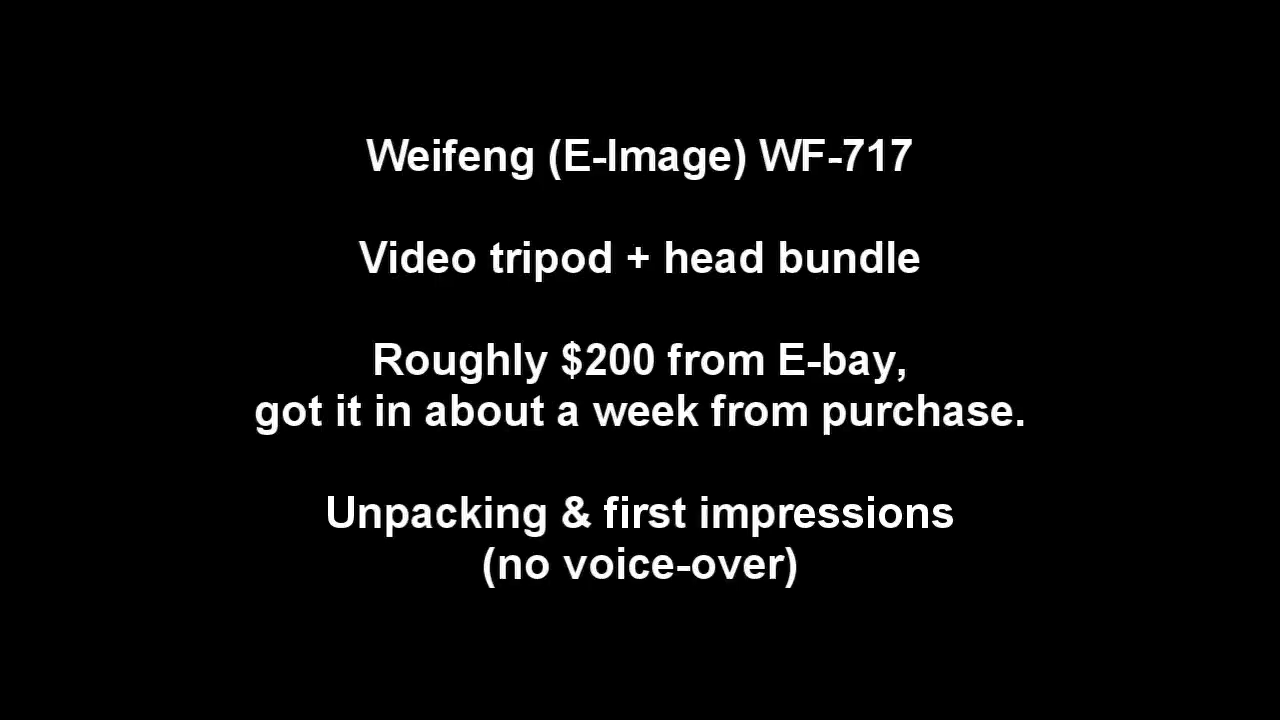 Weifeng (E-Image) WF-717
Video tripod + head bundle
Roughly $200 from E-bay,
got it in about a week from purchase.
Unpacking & first impressions
(no voice-over)